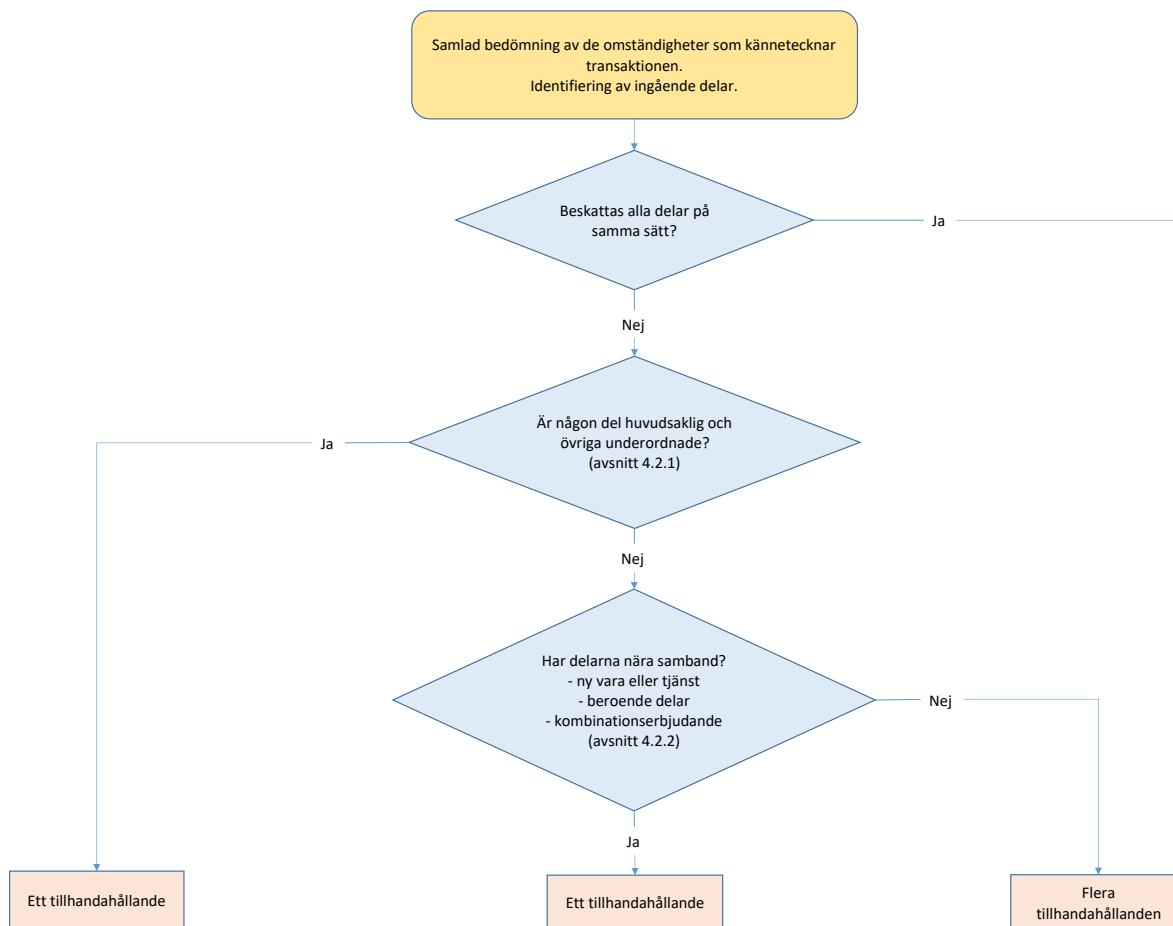 Samlad bedömning av de omständigheter som kännetecknar
transaktionen.
Identifiering av ingående delar.
Beskattas alla delar på
samma sätt?
Ja
Nej
Är någon del huvudsaklig och
övriga underordnade?
(avsnitt 4.2.1)
Ja
Nej
Har delarna nära samband?
- ny vara eller tjänst
- beroende delar
- kombinationserbjudande
(avsnitt 4.2.2)
Nej
Ja
Ett tillhandahållande
Ett tillhandahållande
Flera
tillhandahållanden